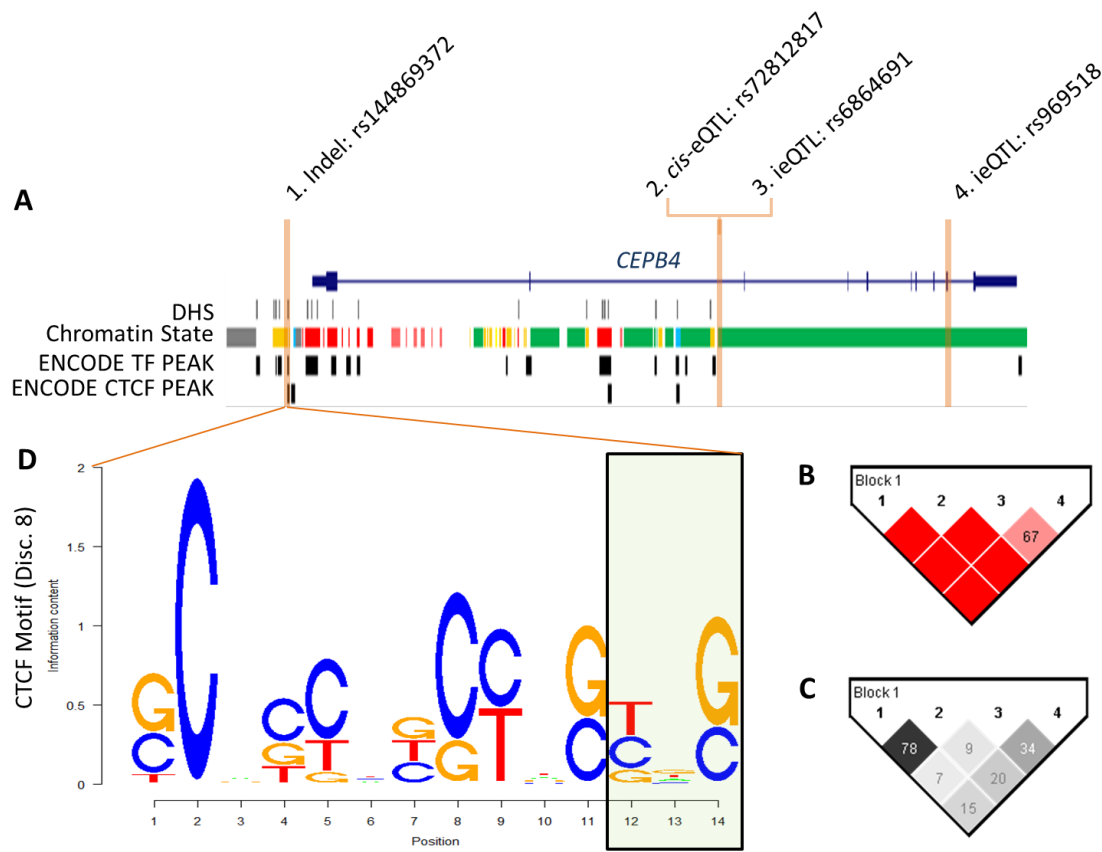 1. Indel: rs144869372
2. cis-eQTL: rs72812817
3. ieQTL: rs6864691
4. ieQTL: rs969518
A
CEPB4
DHS
Chromatin State
ENCODE TF PEAK
ENCODE CTCF PEAK
D
CTCF Motif (Disc. 8)
Information content
2
1.5
1
0.5
0
G C T
C
C G T
C T G
G T C
C G
C T
G C
T C G
G C
1 2 3 4 5 6 7 8 9 10 11 12 13 14
Position
B
Block 1
1 2 3 4
67
C
Block 1
1 2 3 4
78 9 34
7 20
15